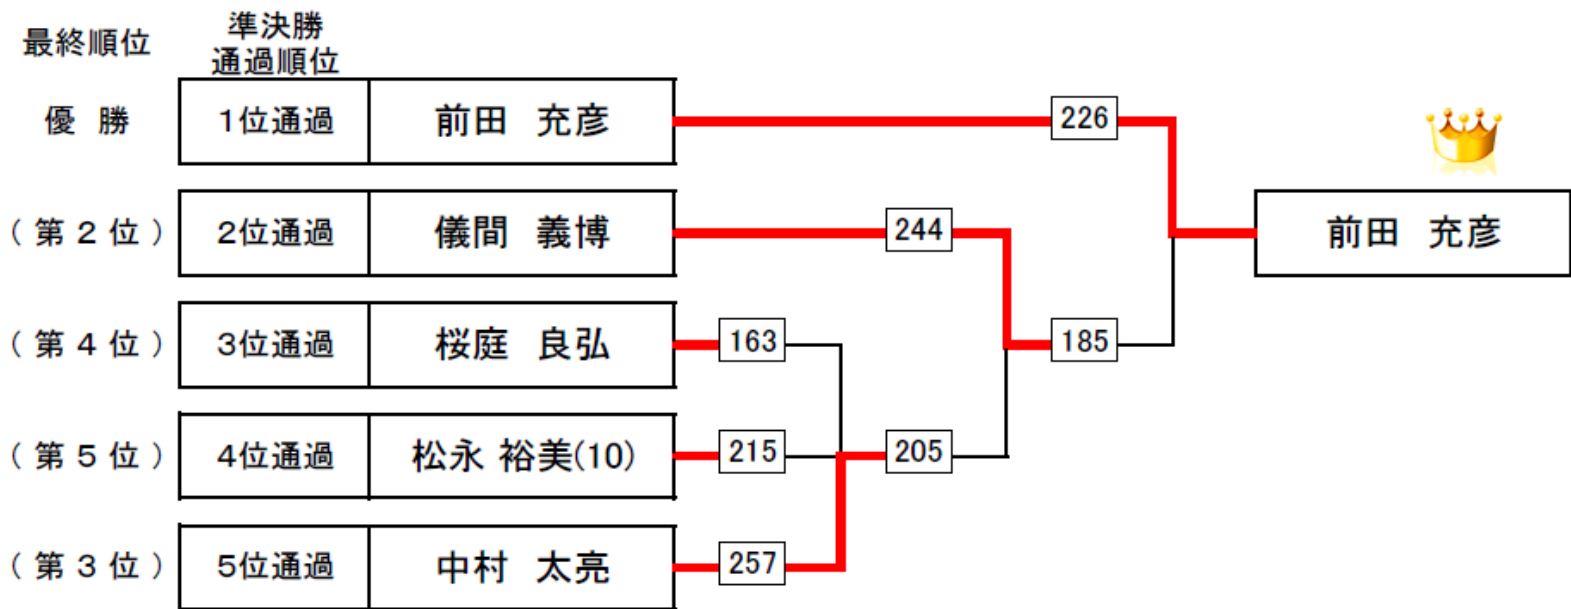 最終順位
準決勝
通過順位
優 勝 1位通過 前田 充彦 226
(第2位) 2位通過 儀間 義博 244 前田 充彦
(第4位) 3位通過 桜庭 良弘 163 185
(第5位) 4位通過 松永 裕美(10) 215 205
(第3位) 5位通過 中村 太亮 257